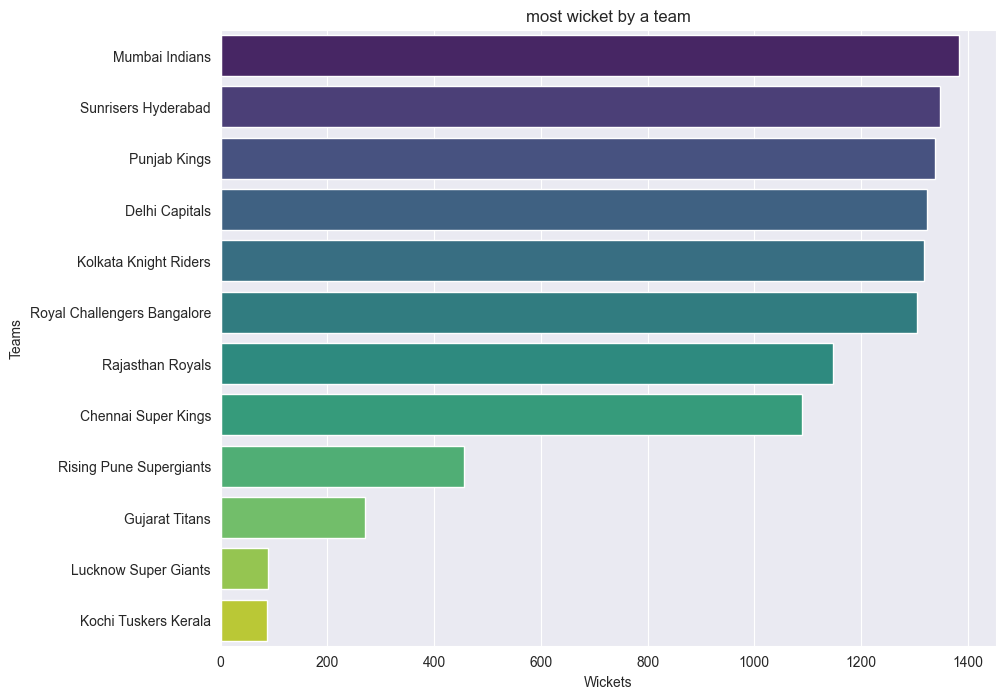 most wicket by a team
Mumbai Indians
Sunrisers Hyderabad
Punjab Kings
Delhi Capitals
Kolkata Knight Riders
Royal Challengers Bangalore
Rajasthan Royals
Chennai Super Kings
Rising Pune Supergiants
Gujarat Titans
Lucknow Super Giants
Kochi Tuskers Kerala
Teams
0 200 400 600 800 1000 1200 1400
Wickets